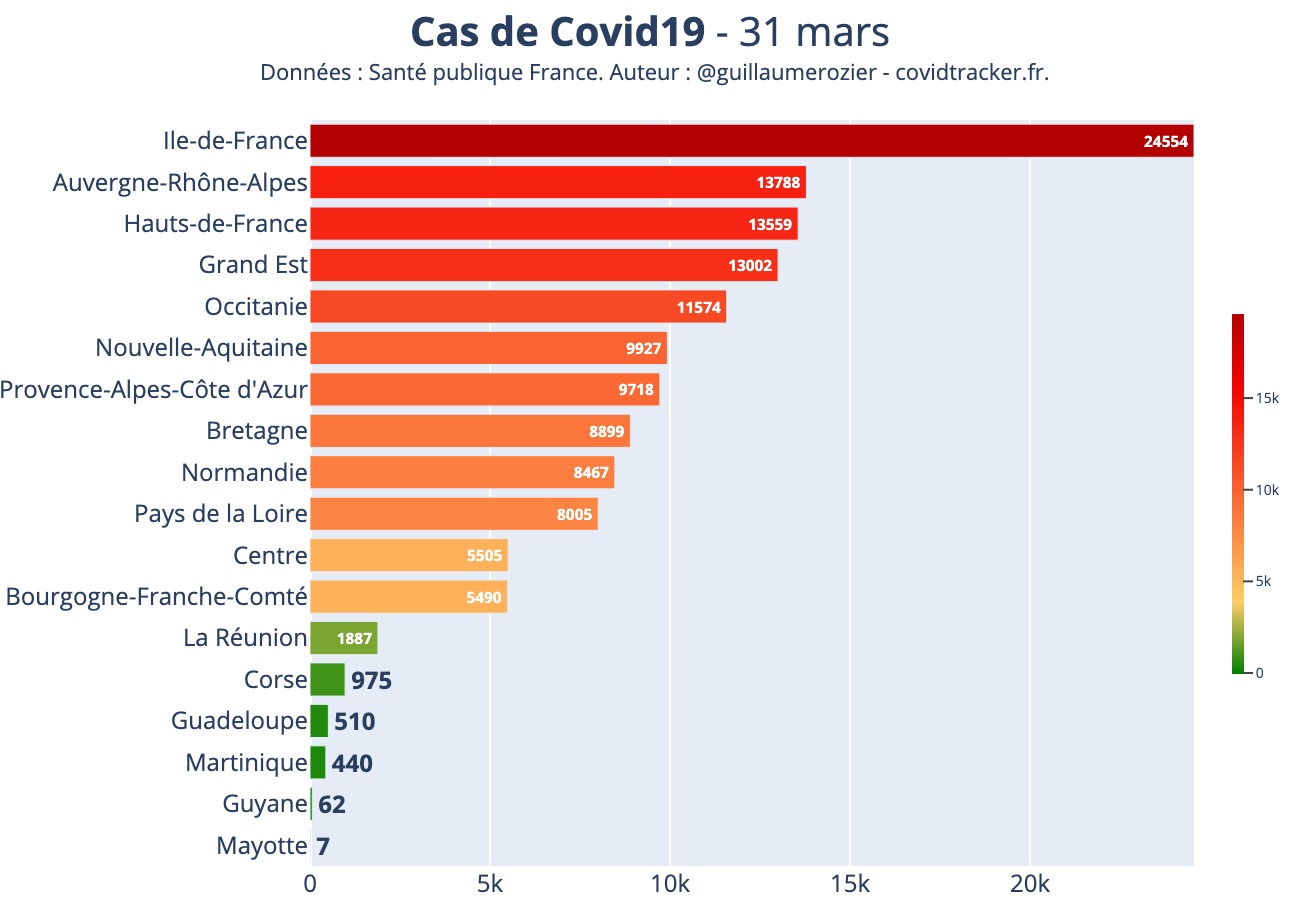 Cas de Covid19 - 31 mars
Données : Santé publique France. Auteur : @guillaumerozier - covidtracker.fr.
Ile-de-France 24554
Auvergne-Rhône-Alpes 13788
Hauts-de-France 13559
Grand Est 13002
Occitanie 11574
Nouvelle-Aquitaine 9927
Provence-Alpes-Côte d'Azur 9718
Bretagne 8899
Normandie 8467
Pays de la Loire 8005
Centre 5505
Bourgogne-Franche-Comté 5490
La Réunion 1887
Corse 975
Guadeloupe 510
Martinique 440
Guyane 62
Mayotte 7
0 5k 10k 15k 20k
15k
10k
5k
0